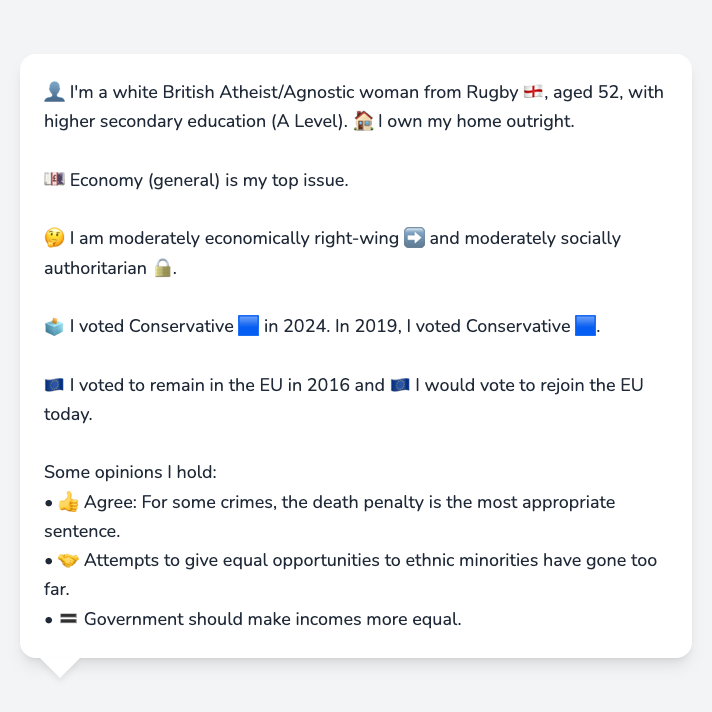 👤 I'm a white British Atheist/Agnostic woman from Rugby 🏴󠁧󠁢󠁥󠁮󠁧󠁿, aged 52, with
higher secondary education (A Level). 🏠 I own my home outright.
💷 Economy (general) is my top issue.
🤔 I am moderately economically right-wing ➡️ and moderately socially
authoritarian 🔒.
🗳️ I voted Conservative 🟦 in 2024. In 2019, I voted Conservative 🟦.
🇪🇺 I voted to remain in the EU in 2016 and 🇪🇺 I would vote to rejoin the EU
today.
Some opinions I hold:
• 👍 Agree: For some crimes, the death penalty is the most appropriate
sentence.
• 🤝 Attempts to give equal opportunities to ethnic minorities have gone too
far.
• 🟰 Government should make incomes more equal.